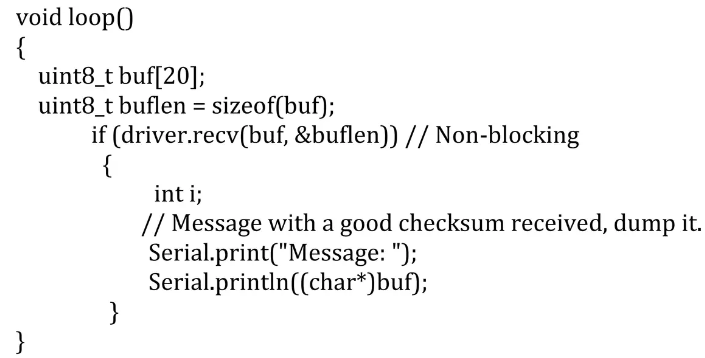 void loop()
{
uint8_t buf[20];
uint8_t buflen = sizeof(buf);
if (driver.recv(buf, &buflen)) // Non-blocking
{
int i;
// Message with a good checksum received, dump it.
Serial.print("Message: ");
Serial.println((char*)buf);
}
}